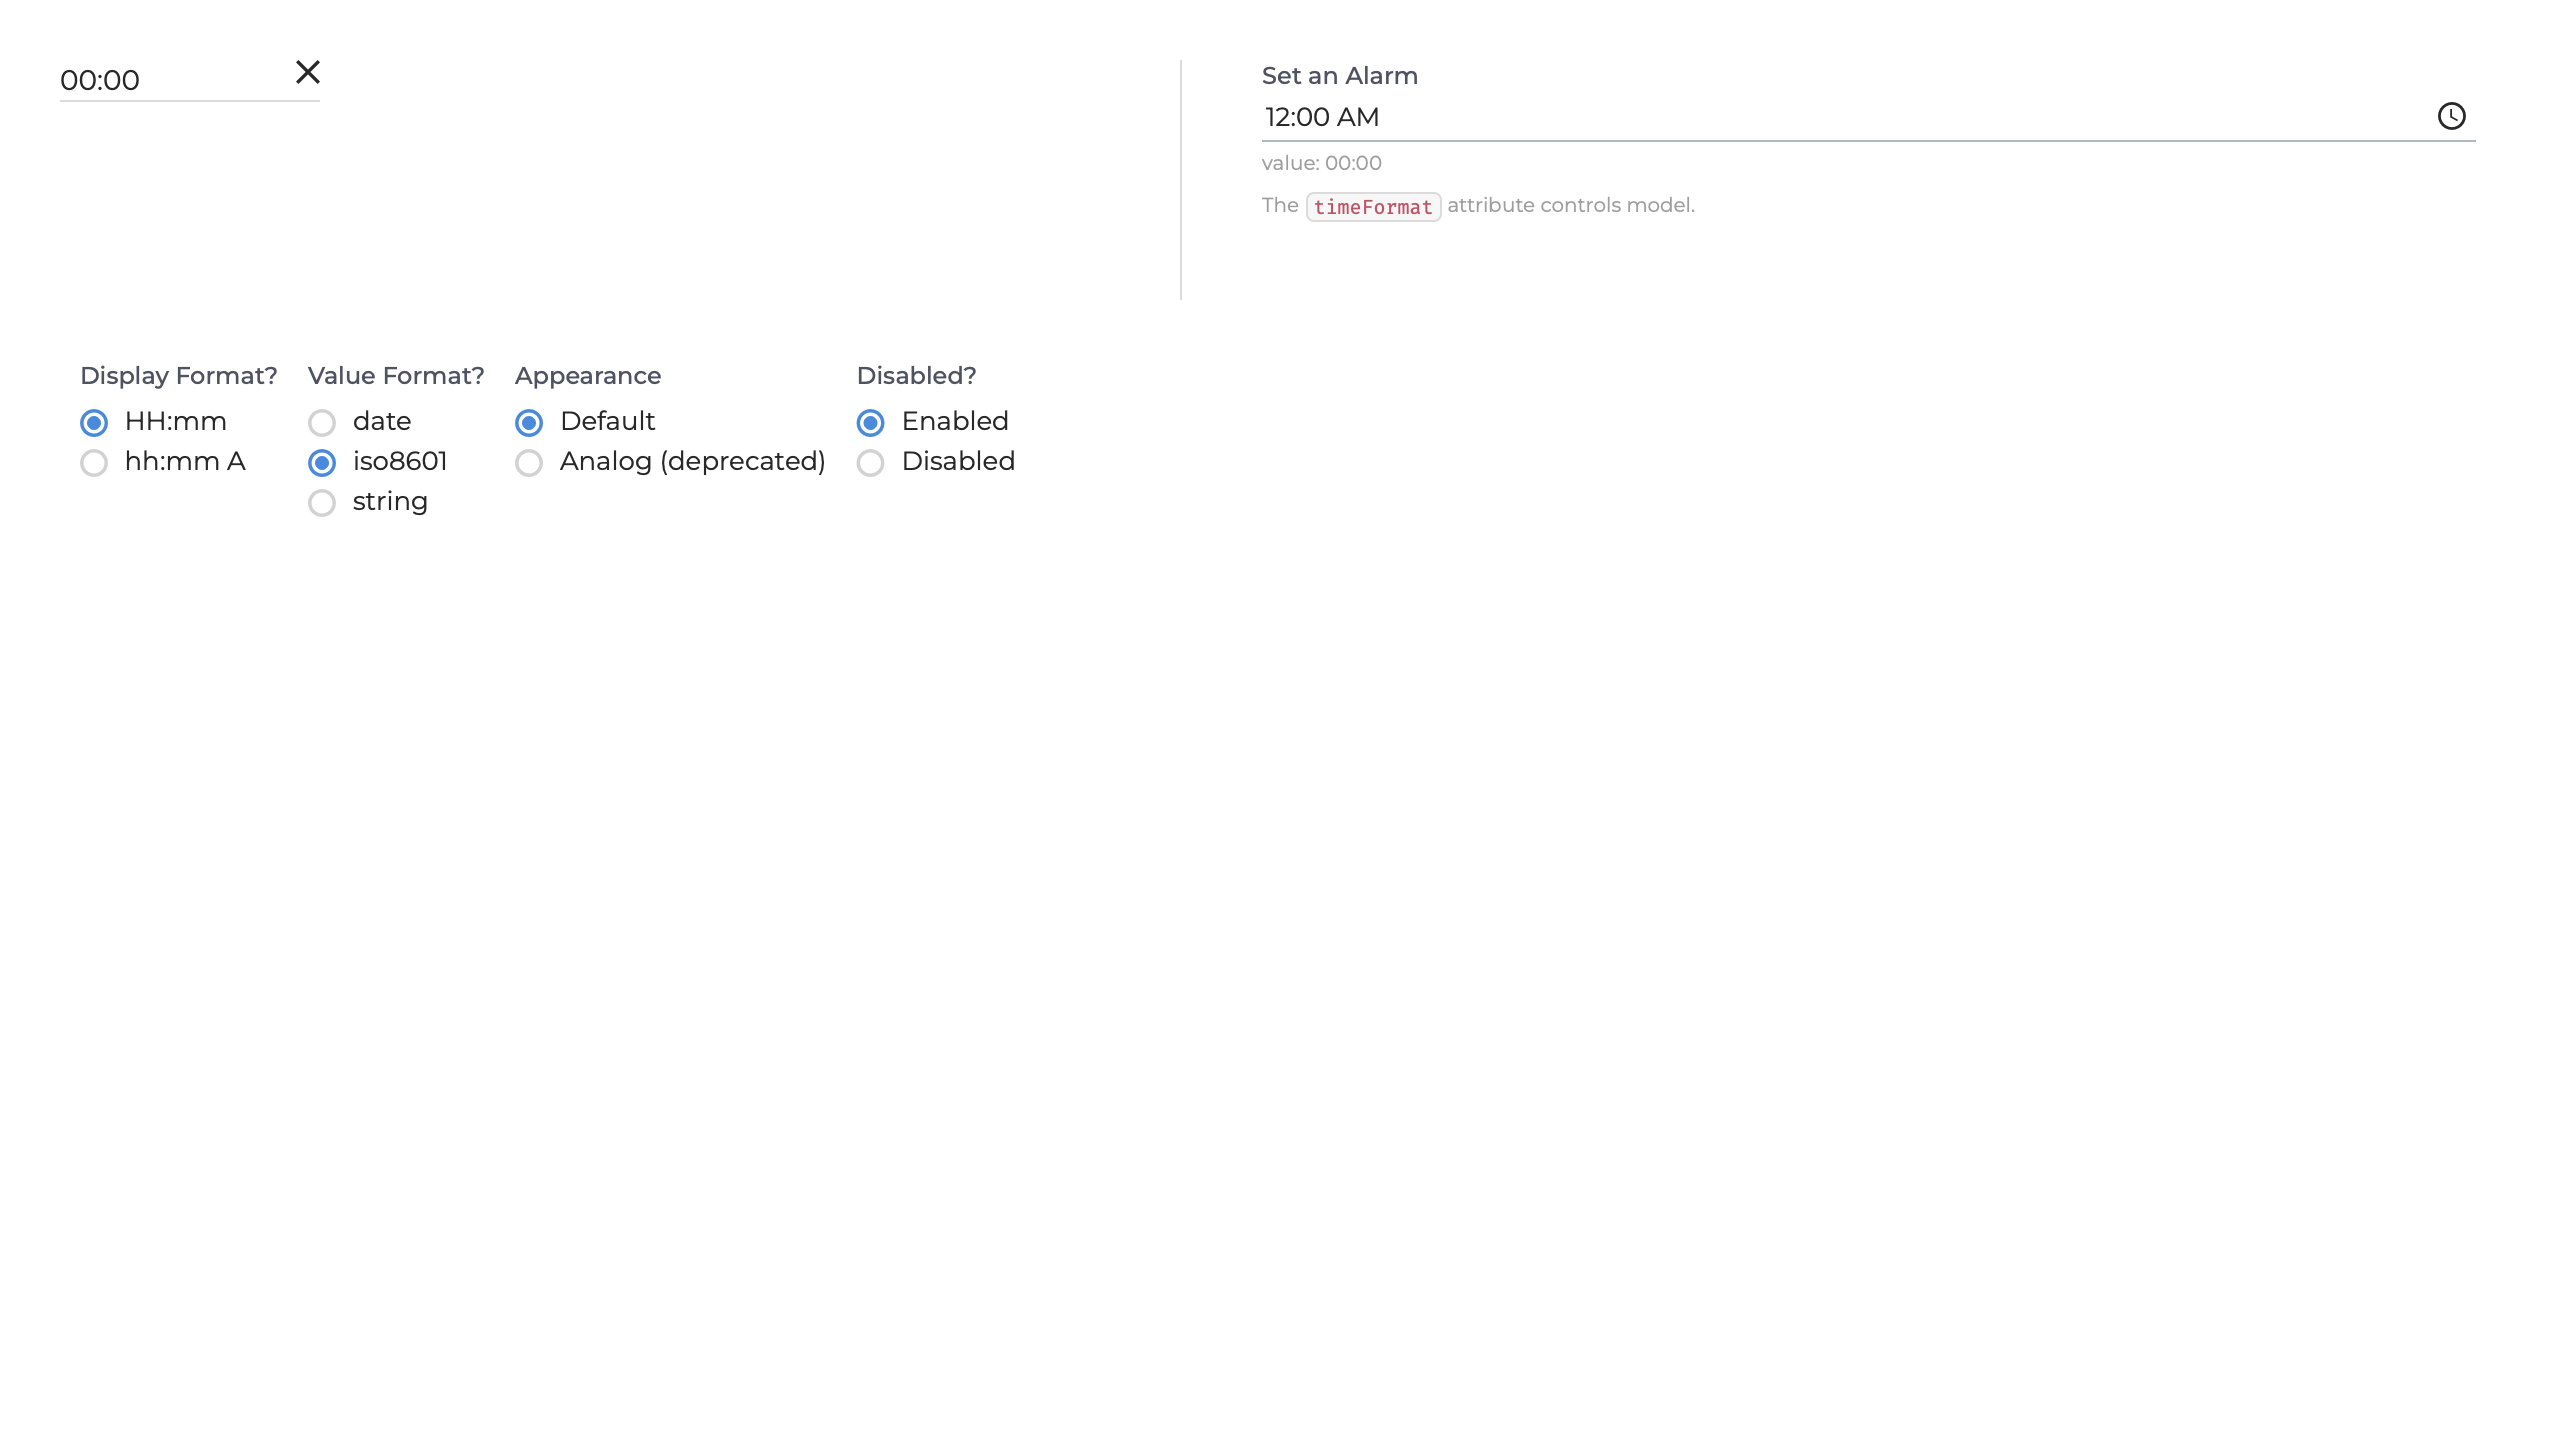 00:00
Set an Alarm
12:00 AM
value: 00:00
The timeFormat attribute controls model.
Display Format?
HH:mm
hh:mm A
Value Format?
date
iso8601
string
Appearance
Default
Analog (deprecated)
Disabled?
Enabled
Disabled